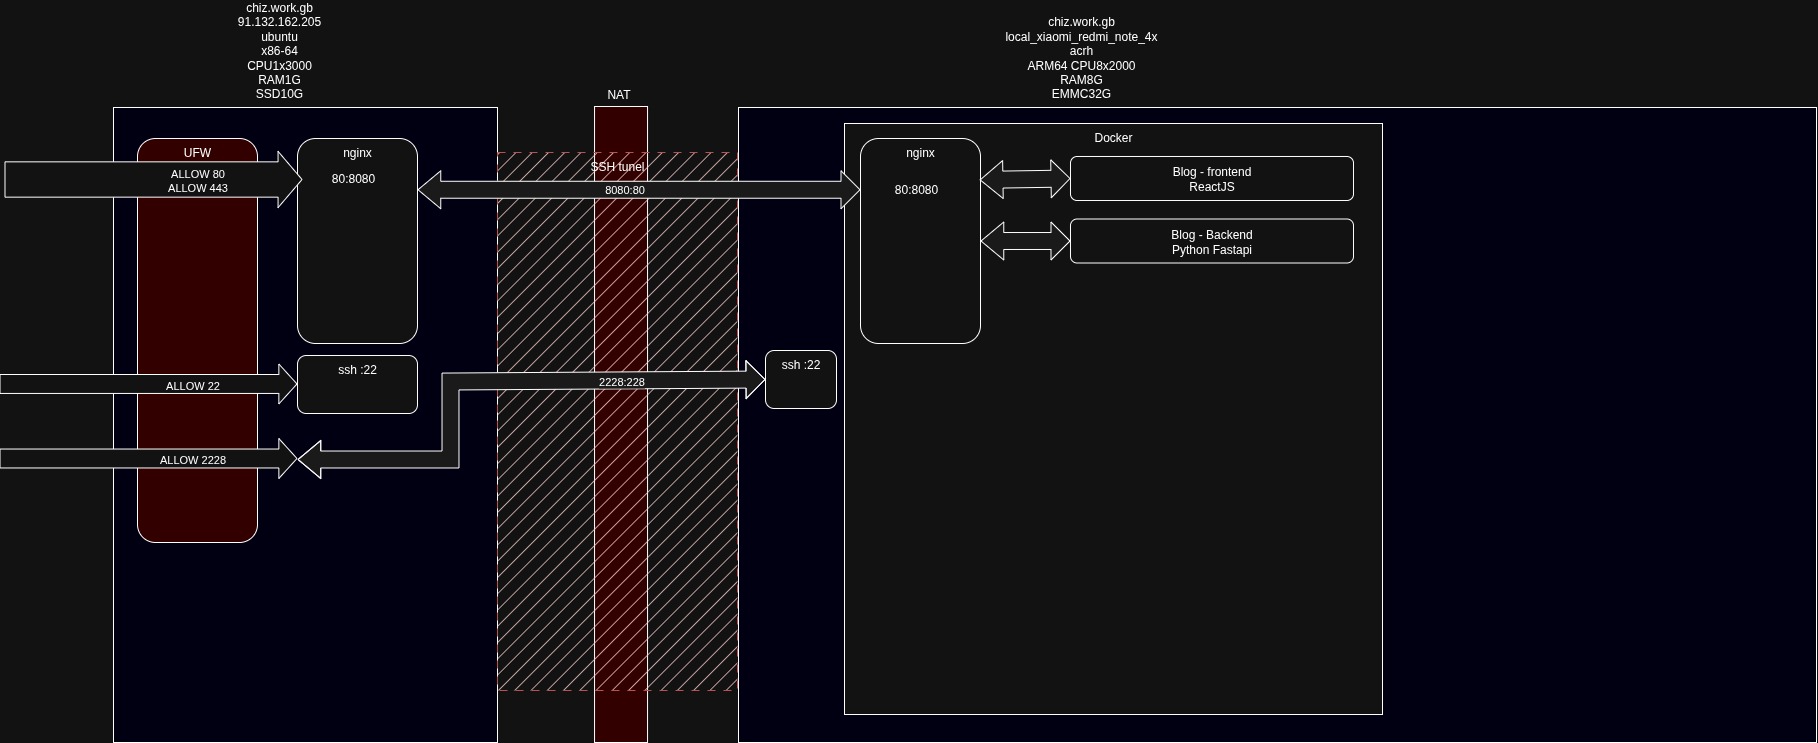 chiz.work.gb
91.132.162.205
ubuntu
x86-64
CPU1x3000
RAM1G
SSD10G
chiz.work.gb
local_xiaomi_redmi_note_4x
acrh
ARM64 CPU8x2000
RAM8G
EMMC32G
NAT
UFW
ALLOW 80
ALLOW 443
nginx
80:8080
SSH tunel
8080:80
Docker
nginx
80:8080
Blog - frontend
ReactJS
Blog - Backend
Python Fastapi
ALLOW 22
ssh :22
2228:228
ssh :22
ALLOW 2228